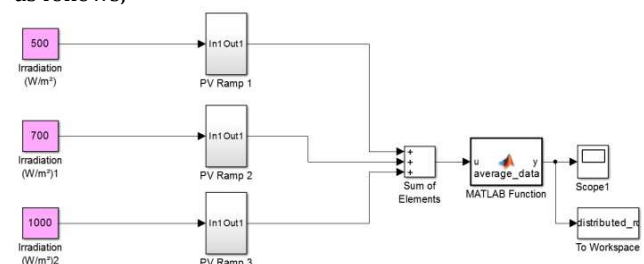 as follows,
500
Irradiation
(W/m²)
In1 Out1
PV Ramp 1
700
Irradiation
(W/m²)1
In1 Out1
PV Ramp 2
+
+
+
Sum of
Elements
u
y
average_data
MATLAB Function
Scope1
1000
Irradiation
(W/m²)2
In1 Out1
PV Ramp 3
To Workspace